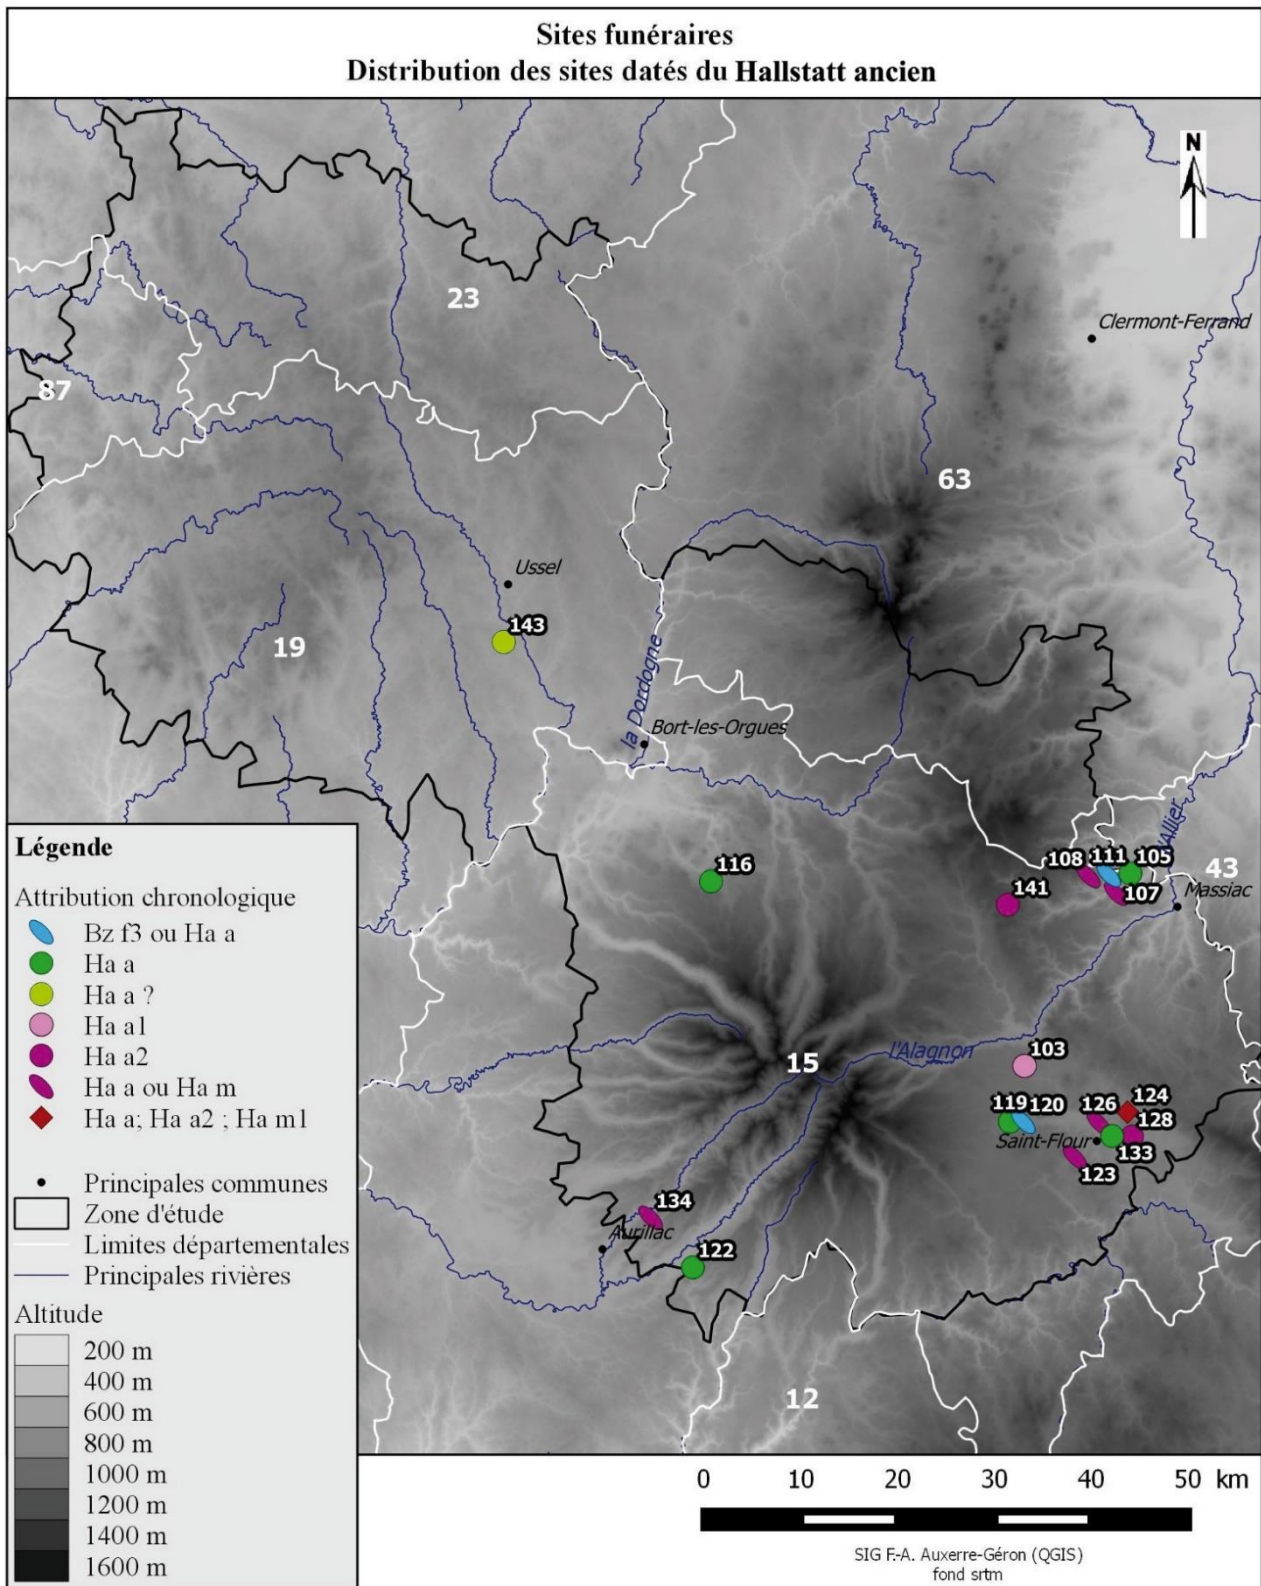 Sites funéraires
Distribution des sites datés du Hallstatt ancien
N
23
Clermont-Ferrand
87
63
Ussel
143
19
la Dordogne
Bort-les-Orgues
l'Allier
116
108
111
105
43
141
107
Massiac
15
l'Alagnon
103
119
120
126
124
128
Saint-Flour
133
123
134
Aurillac
122
12
Légende
Attribution chronologique
Bz f3 ou Ha a
Ha a
Ha a ?
Ha a1
Ha a2
Ha a ou Ha m
Ha a; Ha a2 ; Ha m1
Principales communes
Zone d'étude
Limites départementales
Principales rivières
Altitude
200 m
400 m
600 m
800 m
1000 m
1200 m
1400 m
1600 m
0 10 20 30 40 50 km
SIG F.-A. Auxerre-Géron (QGIS)
fond srtm